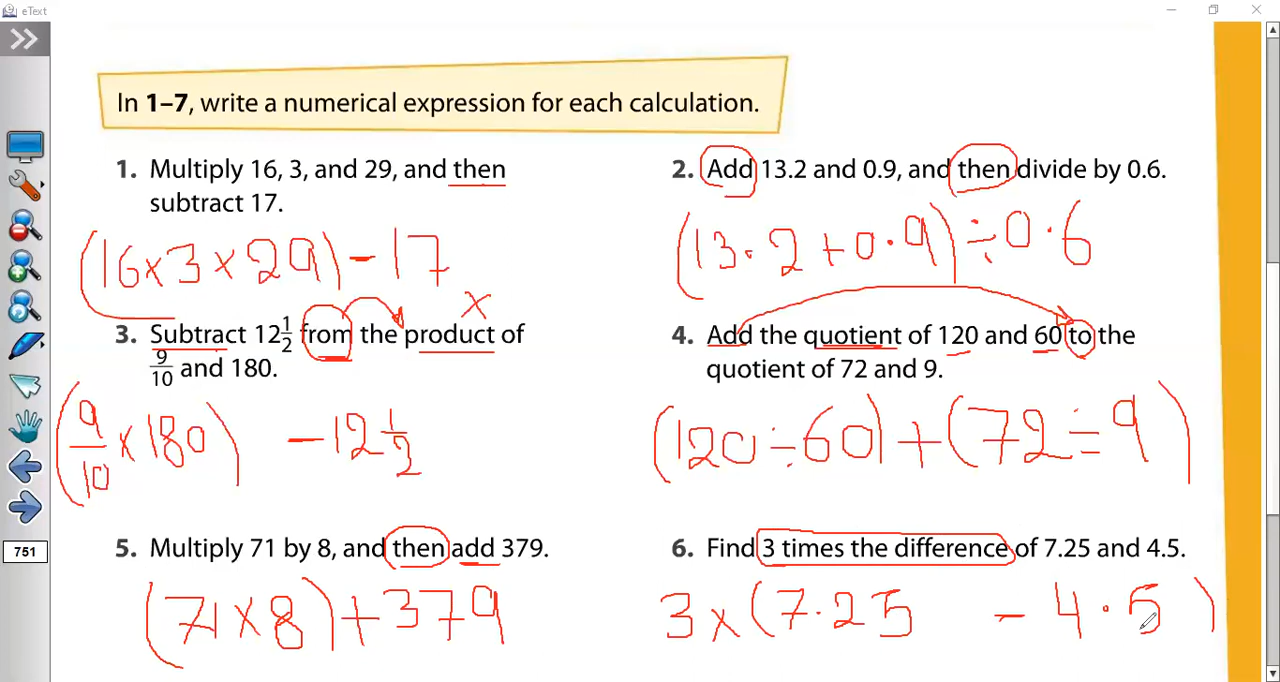 eText
In 1–7, write a numerical expression for each calculation.
1. Multiply 16, 3, and 29, and then
subtract 17.
(16 x 3 x 29) - 17
x
2. Add 13.2 and 0.9, and then divide by 0.6.
(13.2 + 0.9) ÷ 0.6
3. Subtract 12 1/2 from the product of
9/10 and 180.
(9/10 x 180) - 12 1/2
4. Add the quotient of 120 and 60 to the
quotient of 72 and 9.
(120 ÷ 60) + (72 ÷ 9)
5. Multiply 71 by 8, and then add 379.
(71 x 8) + 379
6. Find 3 times the difference of 7.25 and 4.5.
3 x (7.25 - 4.5)
751